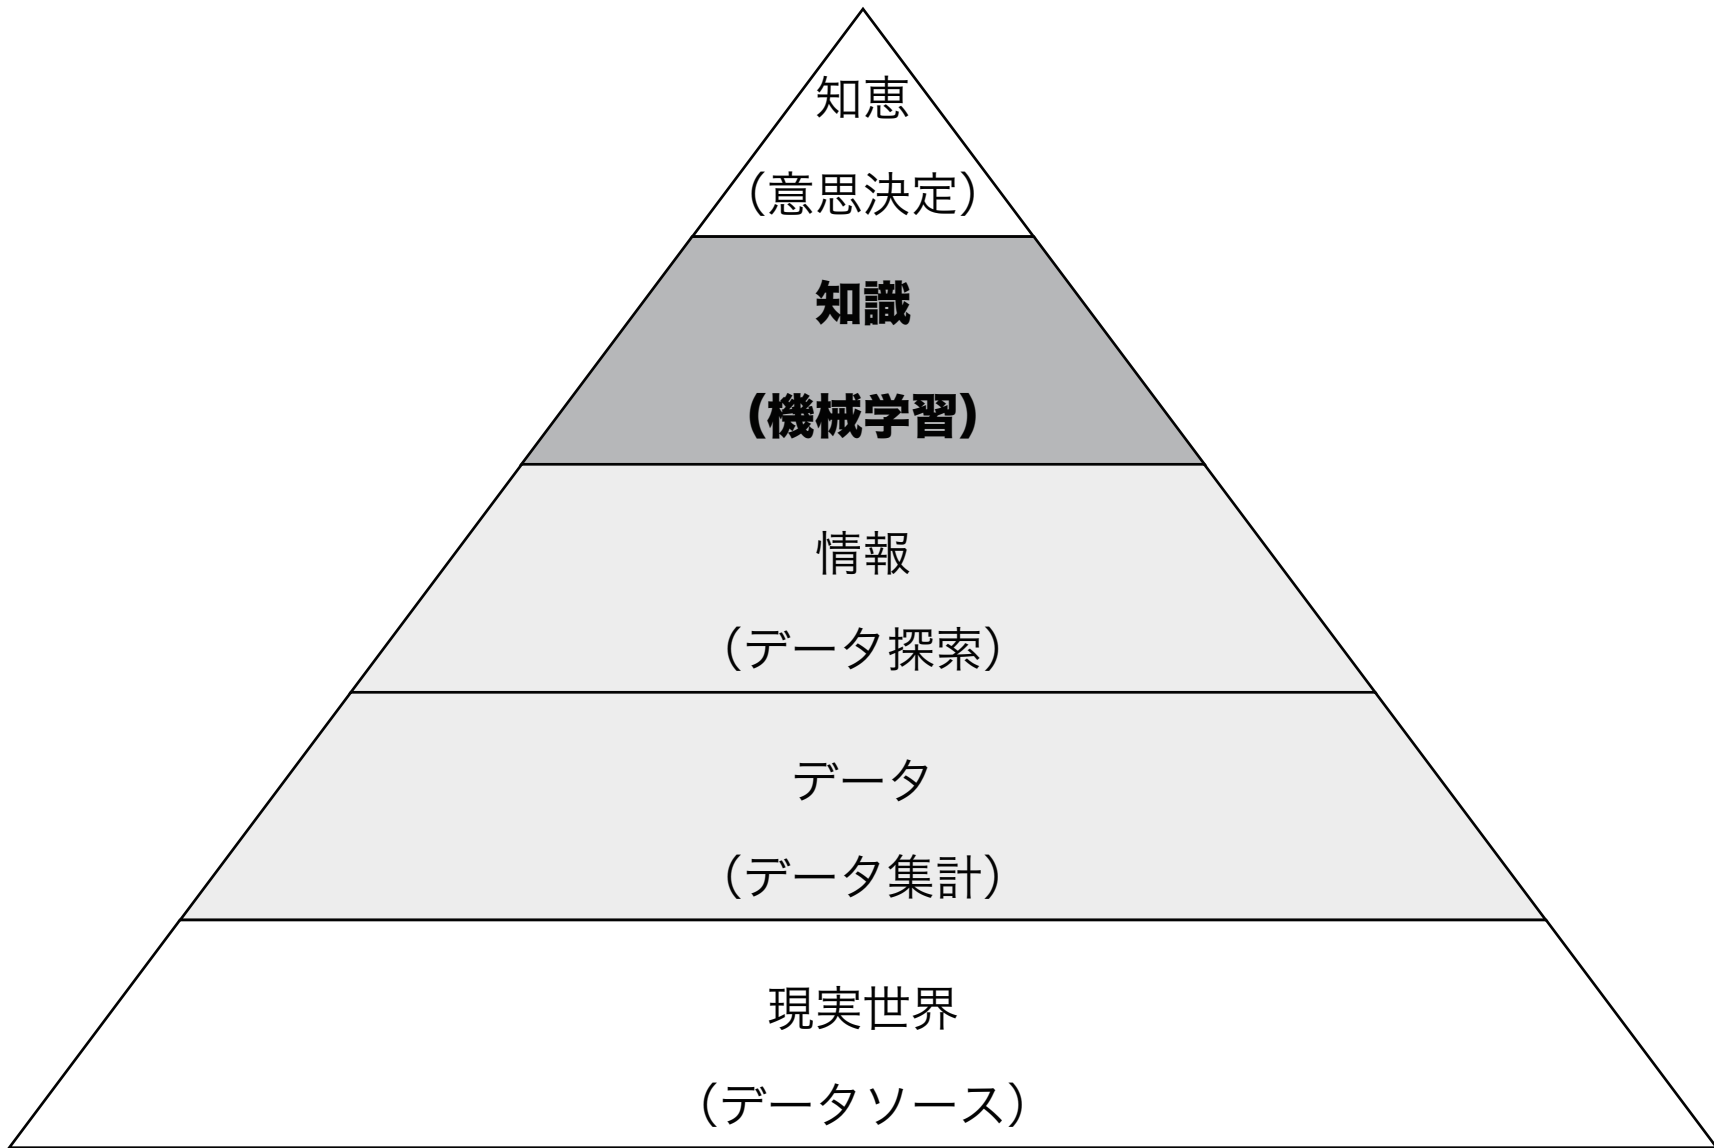 知恵
（意思決定）
知識
(機械学習)
情報
（データ探索）
データ
（データ集計）
現実世界
（データソース）